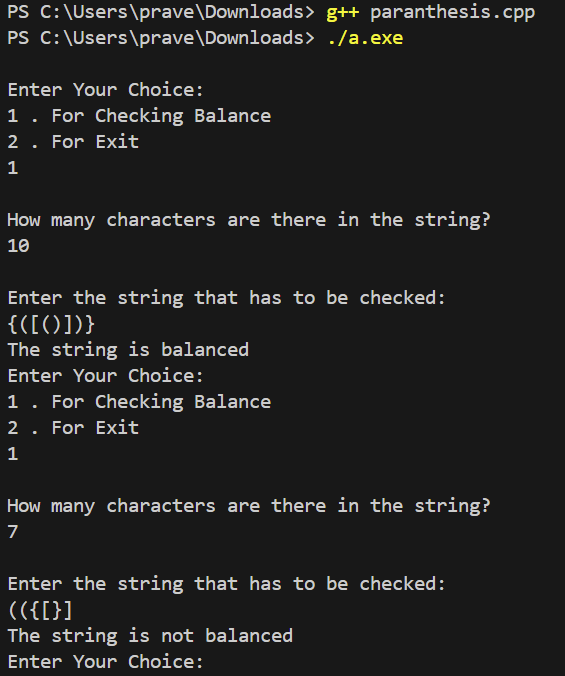 PS C:\Users\prave\Downloads> g++ paranthesis.cpp
PS C:\Users\prave\Downloads> ./a.exe
Enter Your Choice:
1 . For Checking Balance
2 . For Exit
1
How many characters are there in the string?
10
Enter the string that has to be checked:
{([()])}
The string is balanced
Enter Your Choice:
1 . For Checking Balance
2 . For Exit
1
How many characters are there in the string?
7
Enter the string that has to be checked:
(({[}]
The string is not balanced
Enter Your Choice: